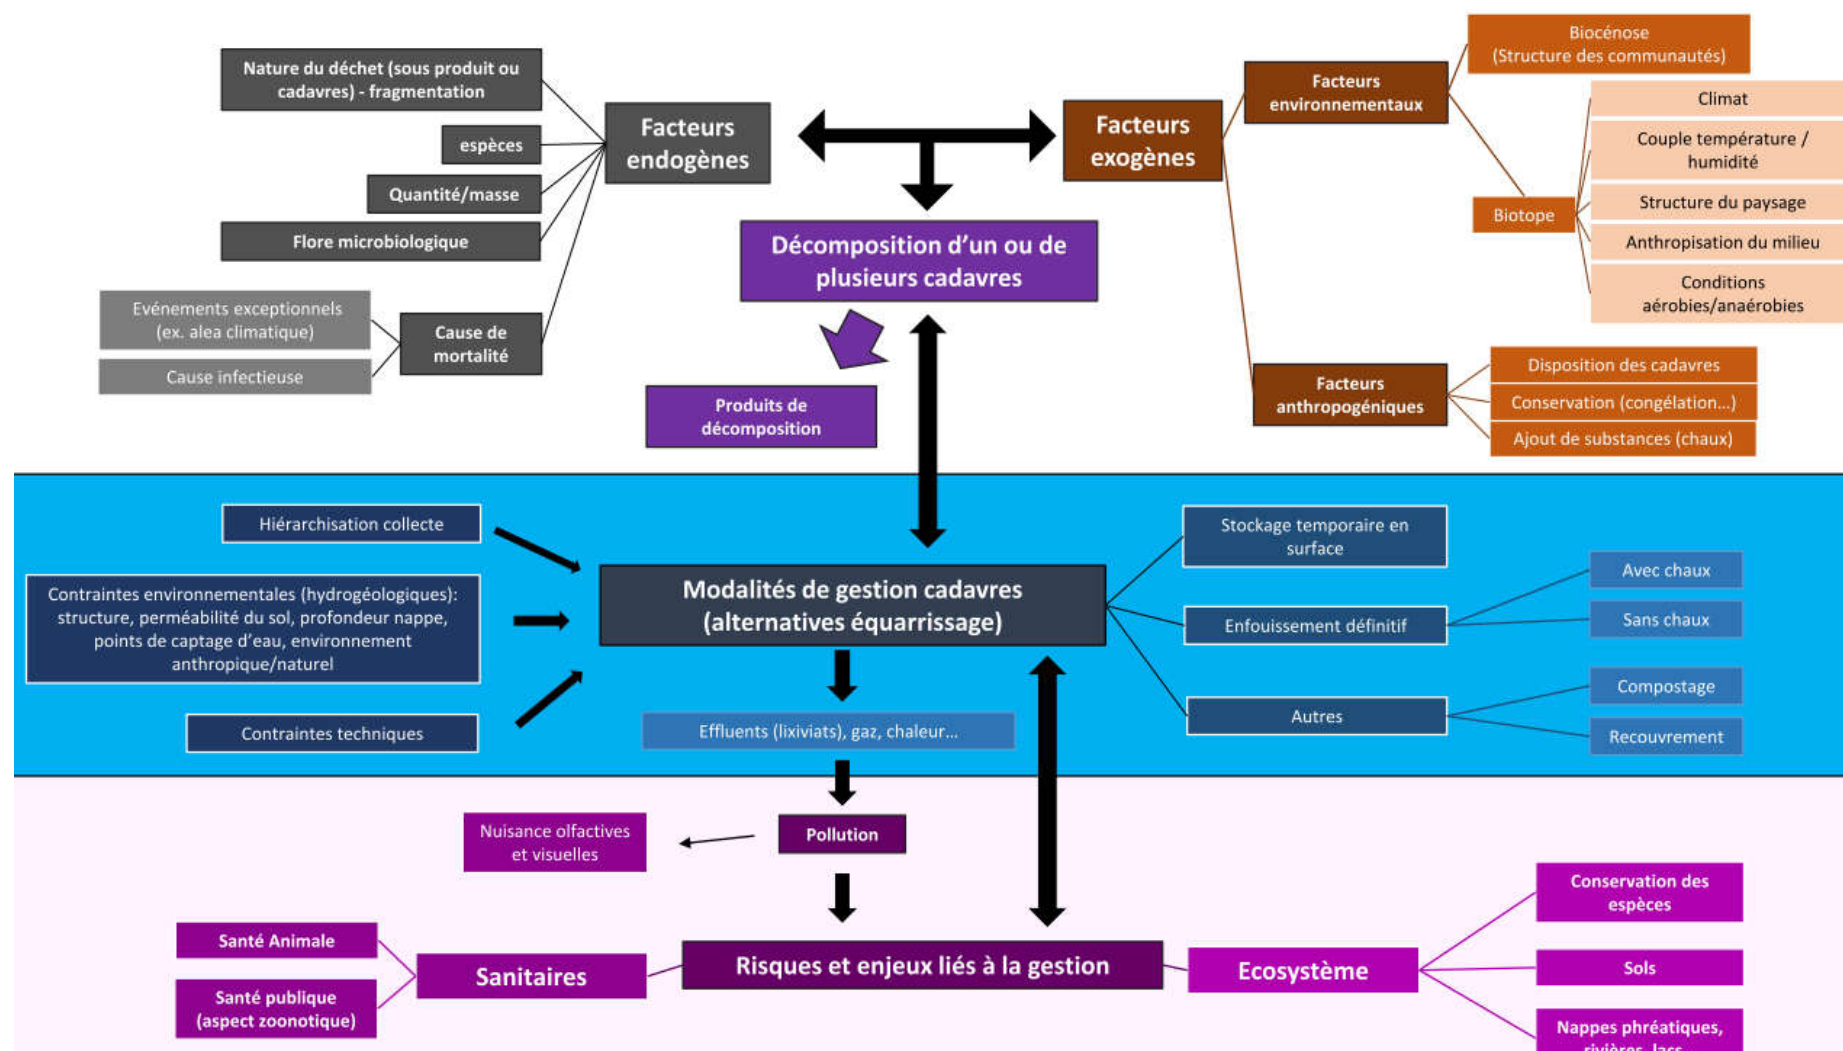 Nature du déchet (sous produit ou
cadavres) - fragmentation
espèces
Quantité/masse
Flore microbiologique
Evénements exceptionnels
(ex. alea climatique)
Cause infectieuse
Cause de
mortalité
Facteurs
endogènes
Facteurs
exogènes
Facteurs
environnementaux
Biocénose
(Structure des communautés)
Biotope
Climat
Couple température /
humidité
Structure du paysage
Anthropisation du milieu
Conditions
aérobies/anaérobies
Facteurs
anthropogéniques
Disposition des cadavres
Conservation (congélation...)
Ajout de substances (chaux)
Décomposition d'un ou de
plusieurs cadavres
Produits de
décomposition
Hiérarchisation collecte
Contraintes environnementales (hydrogéologiques):
structure, perméabilité du sol, profondeur nappe,
points de captage d'eau, environnement
anthropique/naturel
Contraintes techniques
Modalités de gestion cadavres
(alternatives équarrissage)
Stockage temporaire en
surface
Enfouissement définitif
Avec chaux
Sans chaux
Autres
Compostage
Recouvrement
Effluents (lixiviats), gaz, chaleur...
Pollution
Nuisance olfactives
et visuelles
Risques et enjeux liés à la gestion
Sanitaires
Santé Animale
Santé publique
(aspect zoonotique)
Ecosystème
Conservation des
espèces
Sols
Nappes phréatiques,
rivières, lacs